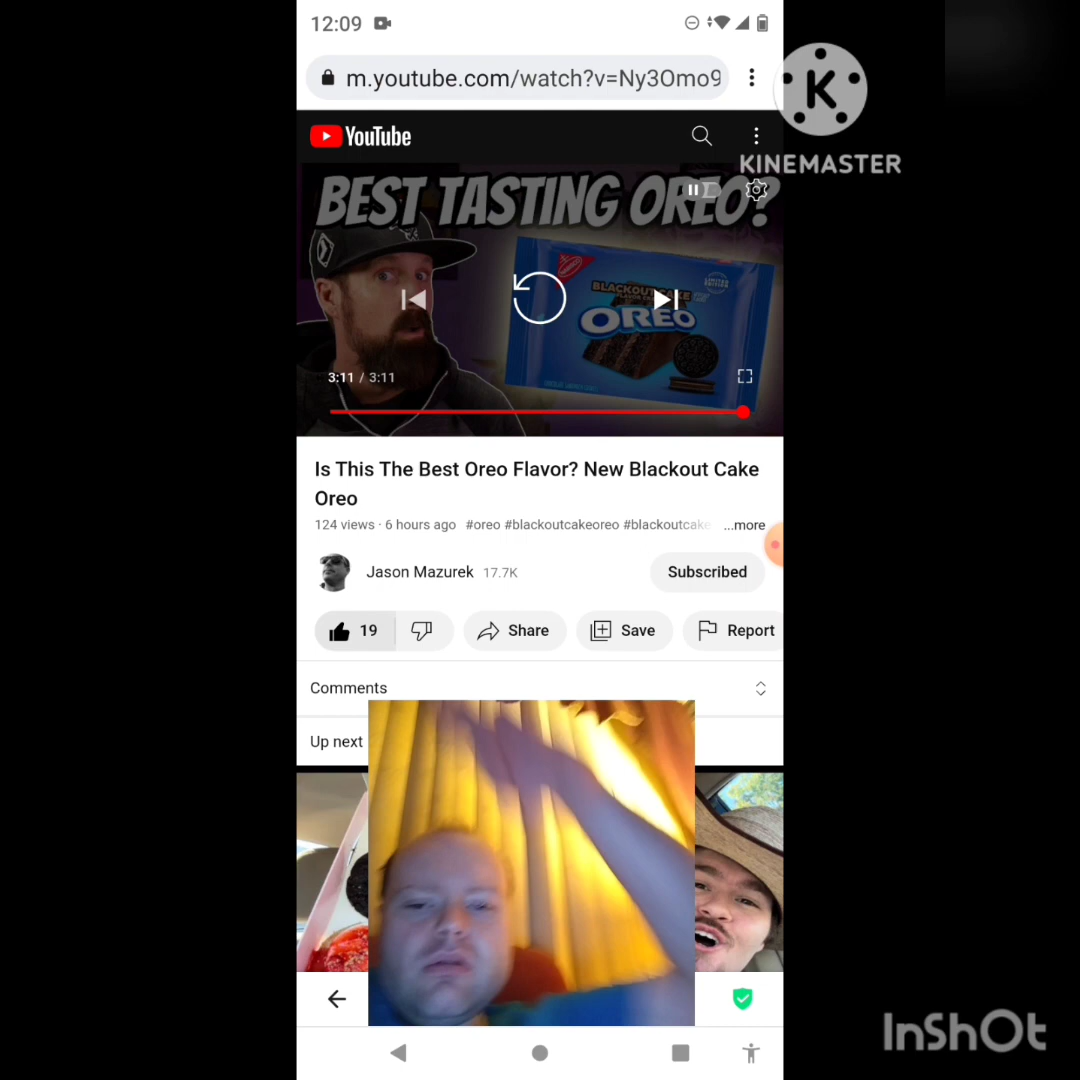 12:09
m.youtube.com/watch?v=Ny3Omo9
K
KINEMASTER
YouTube
BEST TASTING OREO?
BLACKOUT CAKE
OREO
3:11 / 3:11
Is This The Best Oreo Flavor? New Blackout Cake
Oreo
124 views · 6 hours ago #oreo #blackoutcakeoreo #blackoutcake ...more
Jason Mazurek 17.7K
Subscribed
19
Share
Save
Report
Comments
Up next
InShOt